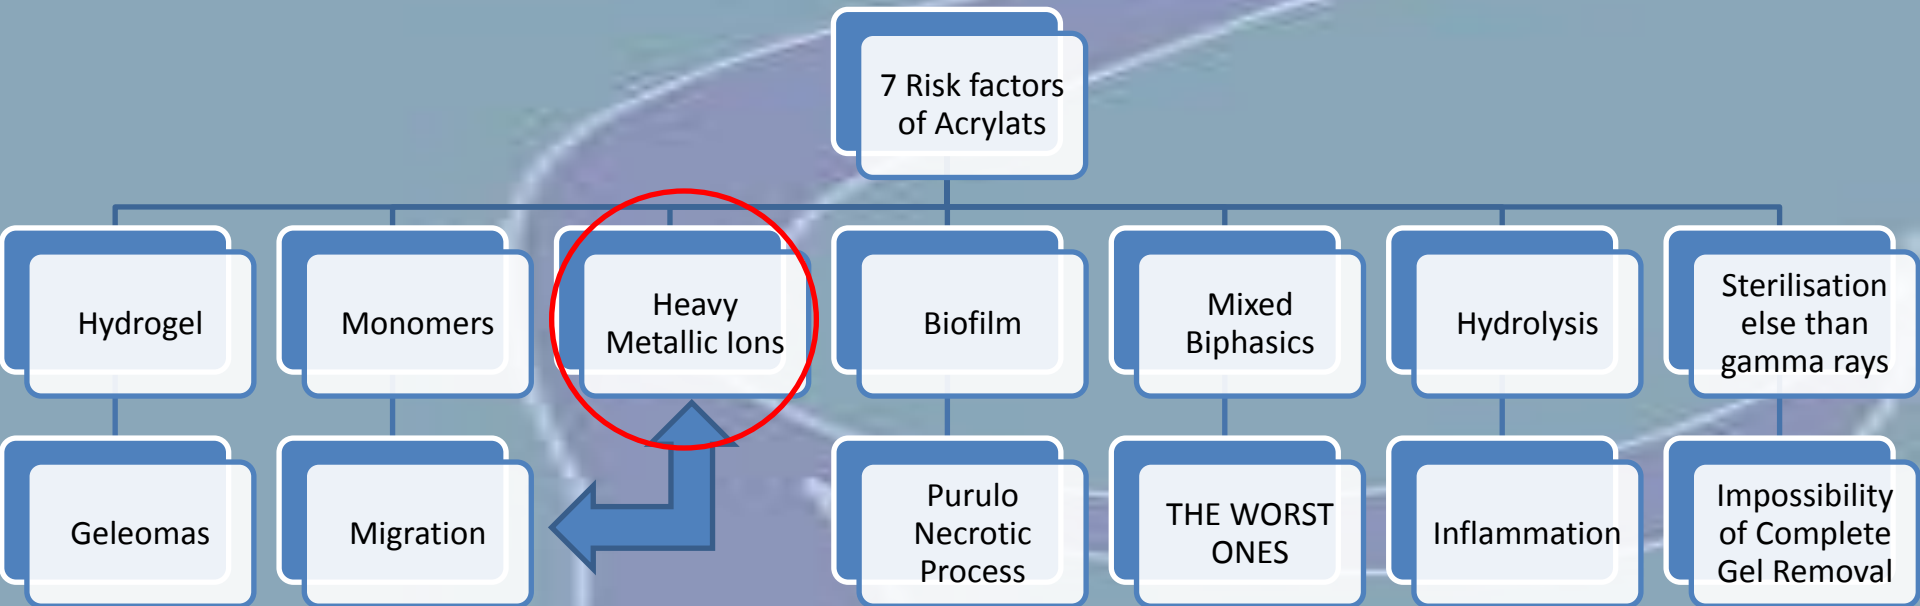 7 Risk factors
of Acrylats
Hydrogel
Monomers
Heavy
Metallic Ions
Biofilm
Mixed
Biphasics
Hydrolysis
Sterilisation
else than
gamma rays
Geleomas
Migration
Purulo
Necrotic
Process
THE WORST
ONES
Inflammation
Impossibility
of Complete
Gel Removal